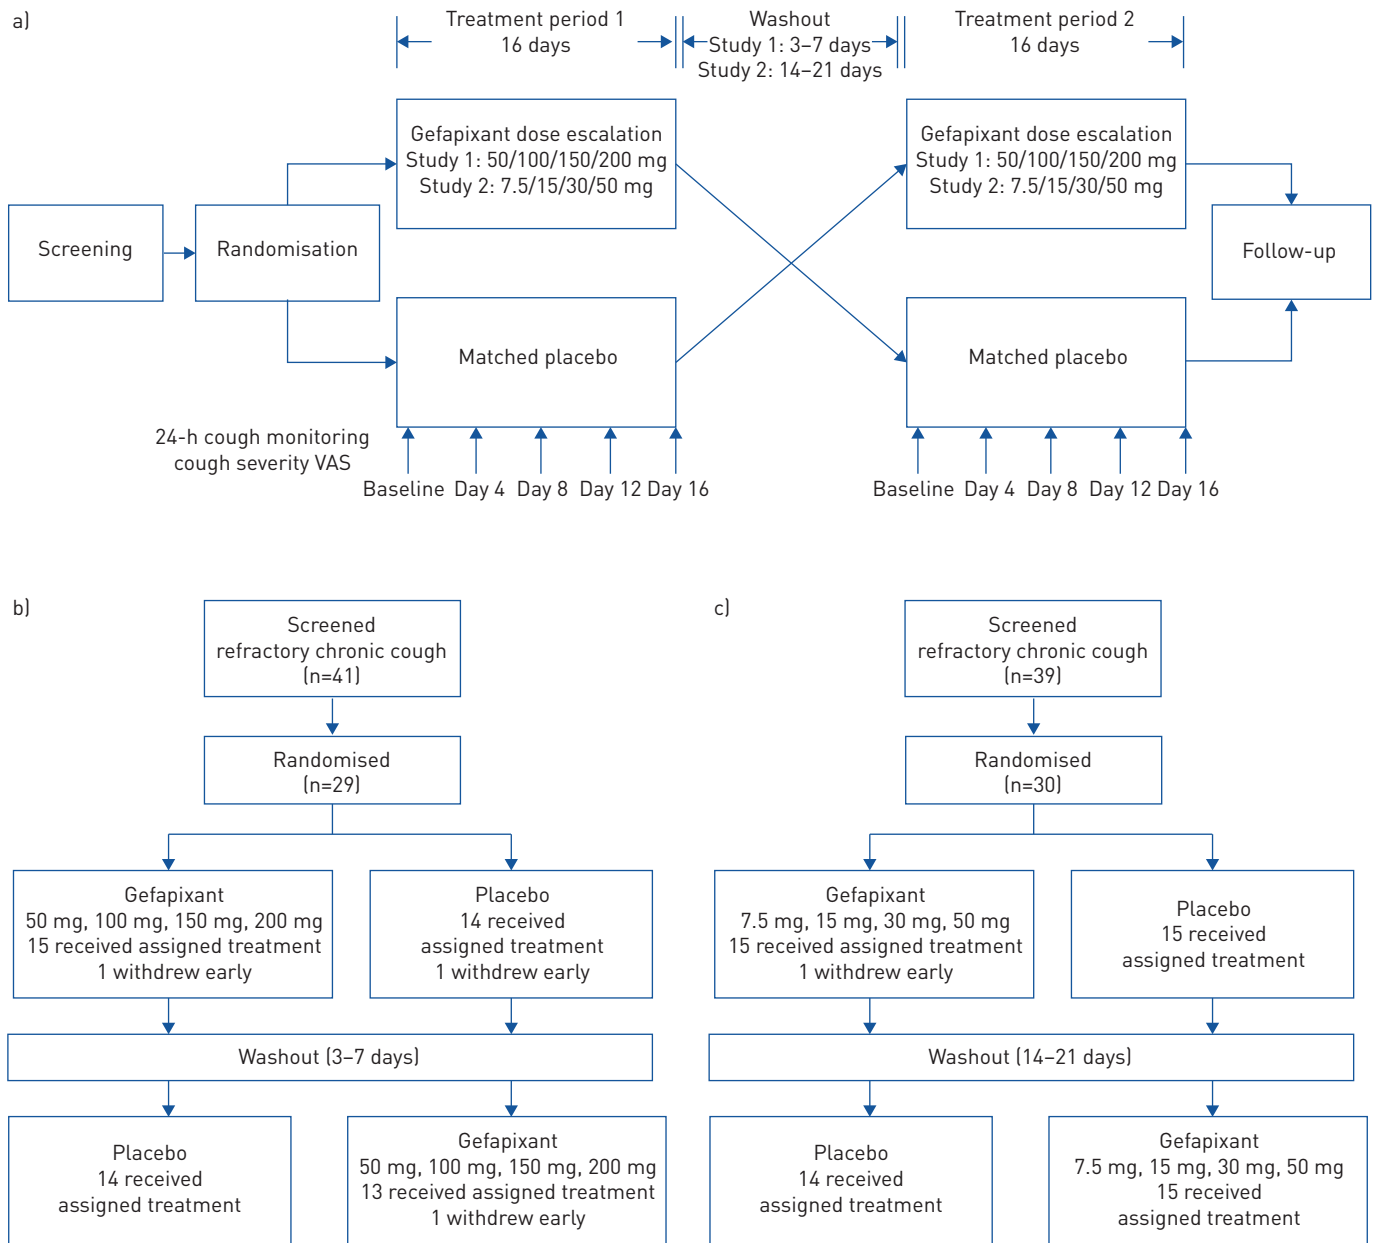 a)
Treatment period 1
16 days
Washout
Study 1: 3–7 days
Study 2: 14–21 days
Treatment period 2
16 days
Screening
Randomisation
Gefapixant dose escalation
Study 1: 50/100/150/200 mg
Study 2: 7.5/15/30/50 mg
Matched placebo
Gefapixant dose escalation
Study 1: 50/100/150/200 mg
Study 2: 7.5/15/30/50 mg
Matched placebo
Follow-up
24-h cough monitoring
cough severity VAS
Baseline Day 4 Day 8 Day 12 Day 16
Baseline Day 4 Day 8 Day 12 Day 16
b)
Screened
refractory chronic cough
(n=41)
Randomised
(n=29)
Gefapixant
50 mg, 100 mg, 150 mg, 200 mg
15 received assigned treatment
1 withdrew early
Placebo
14 received
assigned treatment
1 withdrew early
Washout (3–7 days)
Placebo
14 received
assigned treatment
Gefapixant
50 mg, 100 mg, 150 mg, 200 mg
13 received assigned treatment
1 withdrew early
c)
Screened
refractory chronic cough
(n=39)
Randomised
(n=30)
Gefapixant
7.5 mg, 15 mg, 30 mg, 50 mg
15 received assigned treatment
1 withdrew early
Placebo
15 received
assigned treatment
Washout (14–21 days)
Placebo
14 received
assigned treatment
Gefapixant
7.5 mg, 15 mg, 30 mg, 50 mg
15 received
assigned treatment